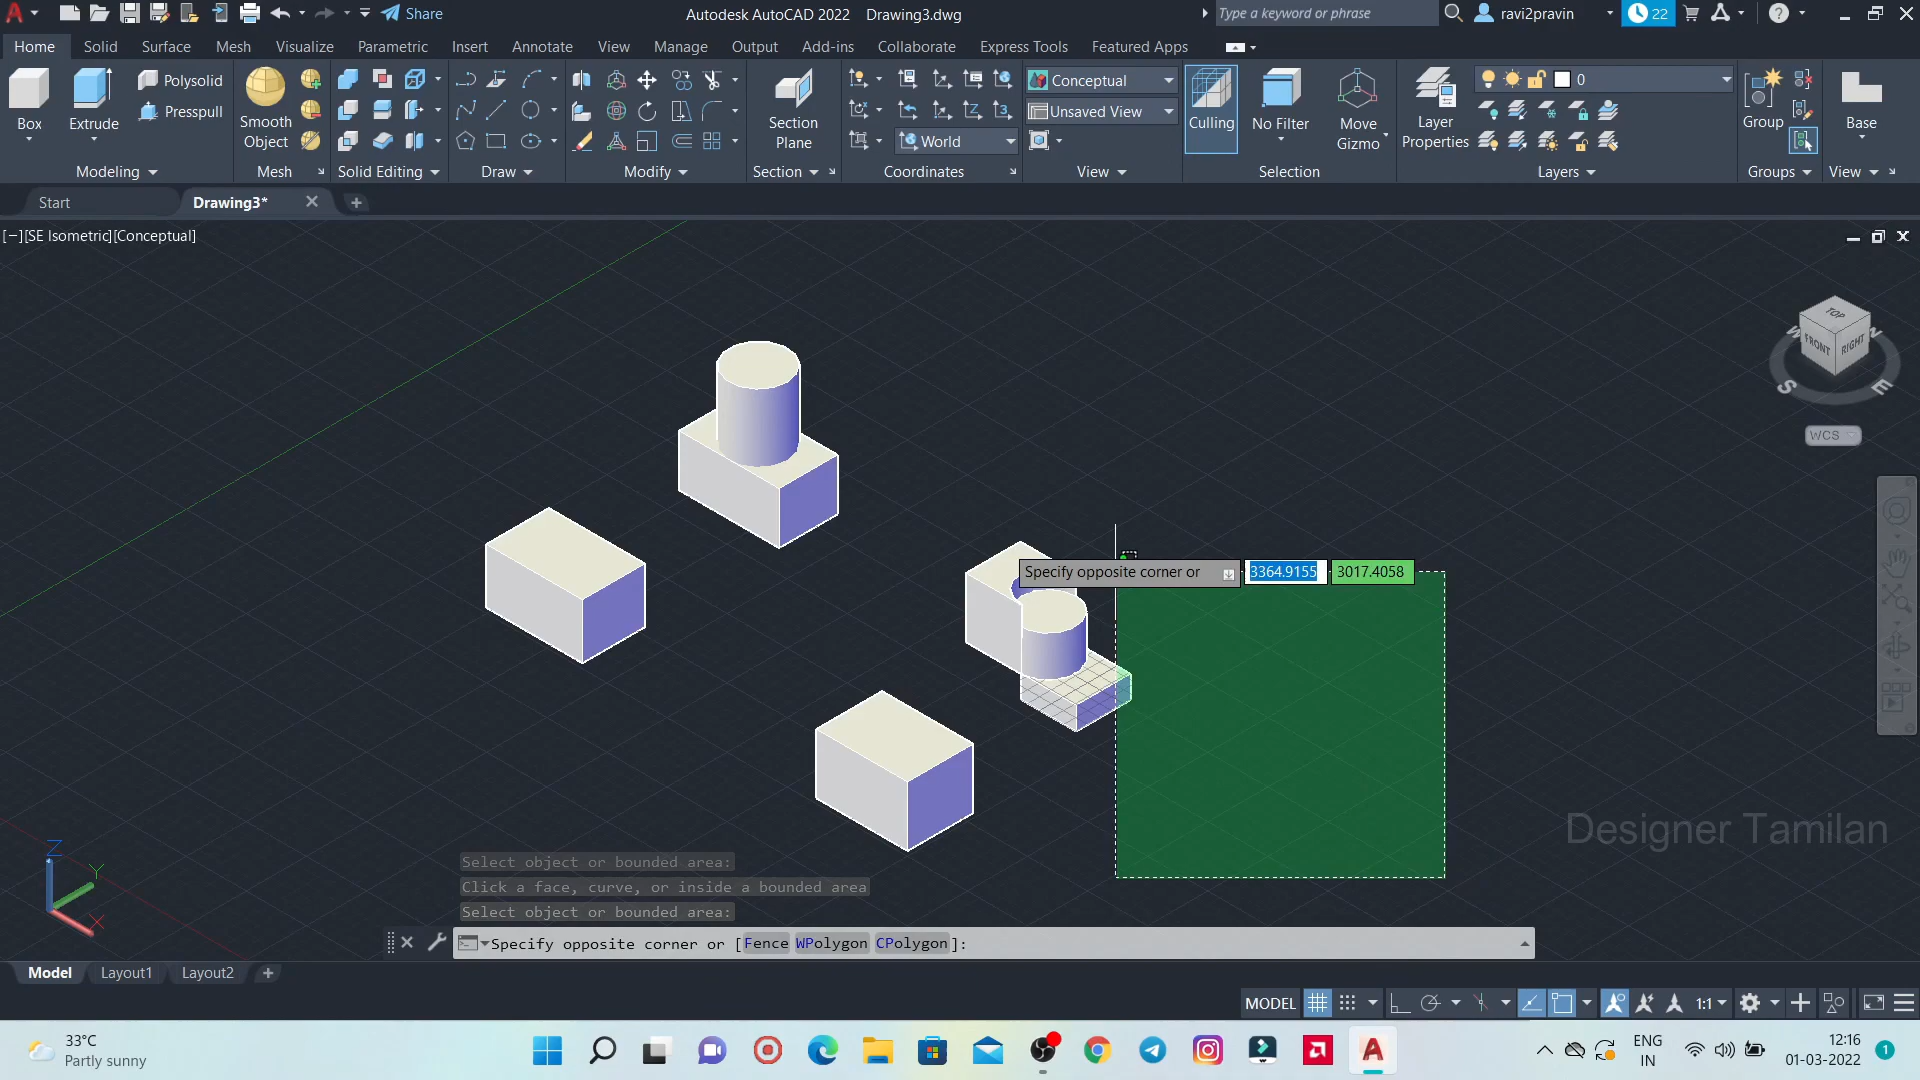 Share
Autodesk AutoCAD 2022 Drawing3.dwg
Type a keyword or phrase
ravi2pravin
22
Home Solid Surface Mesh Visualize Parametric Insert Annotate View Manage Output Add-ins Collaborate Express Tools Featured Apps
Box
Extrude
Polysolid
Presspull
Modeling
Smooth
Object
Mesh
Solid Editing
Draw
Modify
Section
Plane
Section
World
Coordinates
Conceptual
Unsaved View
View
Culling
No Filter
Move
Gizmo
Selection
Layer
Properties
0
Layers
Group
Groups
Base
View
Start
Drawing3*
[−][SE Isometric][Conceptual]
TOP
FRONT
RIGHT
W
N
S
E
WCS
Specify opposite corner or 3364.9155 3017.4058
Designer Tamilan
Z
Y
X
Select object or bounded area:
Click a face, curve, or inside a bounded area
Select object or bounded area:
Specify opposite corner or [Fence WPolygon CPolygon]:
Model Layout1 Layout2
MODEL
1:1
33°C
Partly sunny
ENG
IN
12:16
01-03-2022
1